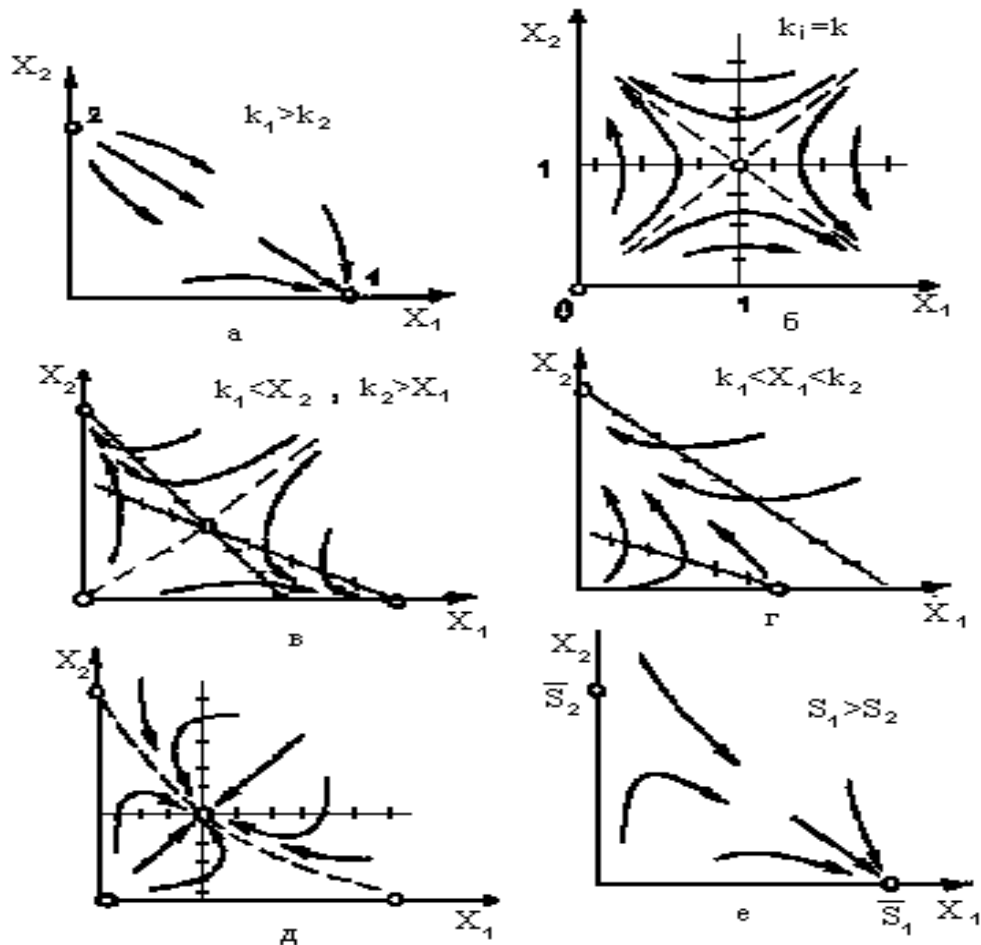 X₂
2
k₁>k₂
1
X₁
а
X₂
kᵢ=k
1
0
1
X₁
б
X₂
k₁<X₂ , k₂>X₁
X₁
в
X₂
k₁<X₁<k₂
X₁
г
X₂
X₁
д
X₂
S̅₂
S₁>S₂
S̅₁
X₁
е